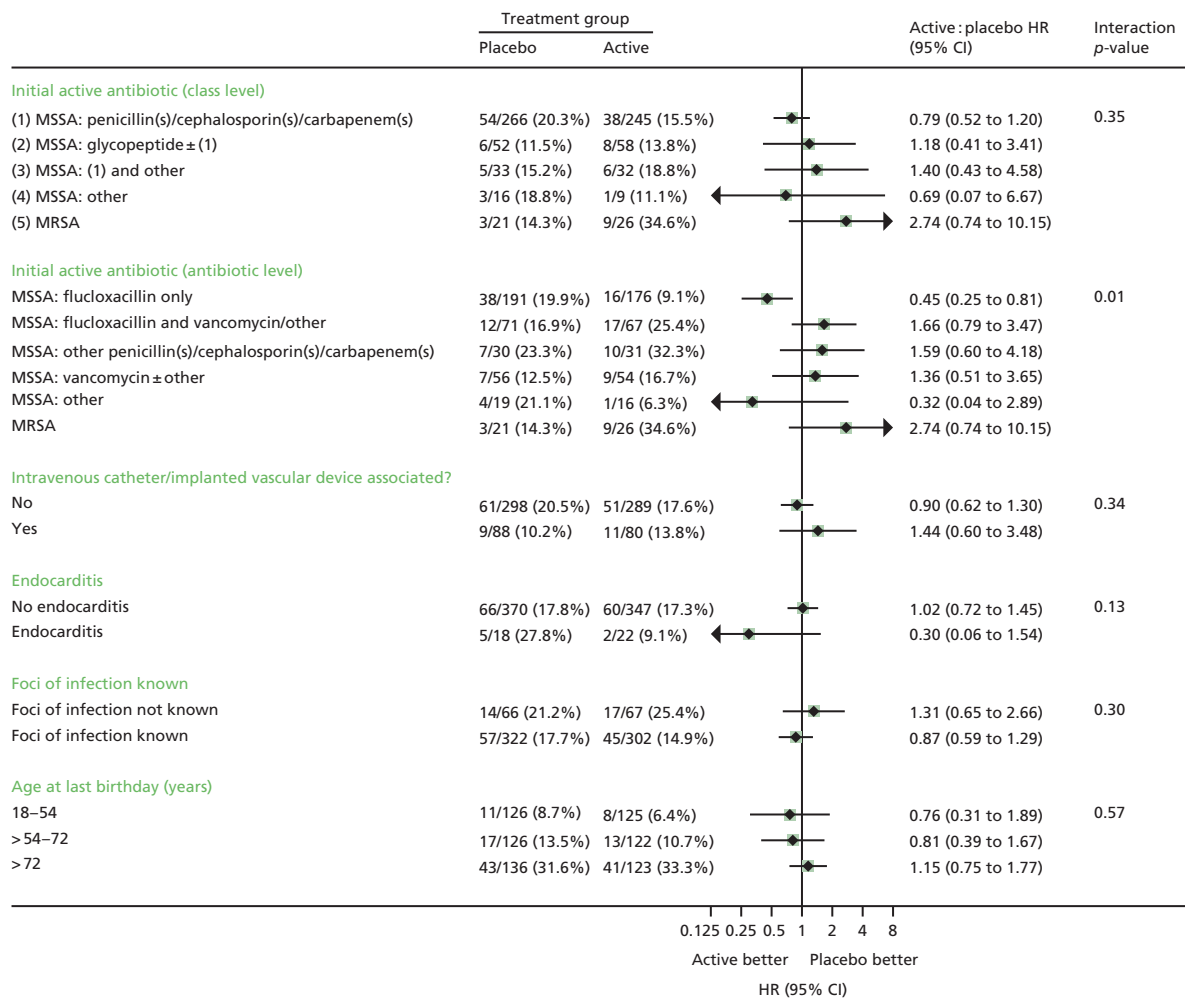 Treatment group
Placebo Active
Active : placebo HR (95% CI)
Interaction p-value
Initial active antibiotic (class level)
(1) MSSA: penicillin(s)/cephalosporin(s)/carbapenem(s) 54/266 (20.3%) 38/245 (15.5%) 0.79 (0.52 to 1.20) 0.35
(2) MSSA: glycopeptide ± (1) 6/52 (11.5%) 8/58 (13.8%) 1.18 (0.41 to 3.41)
(3) MSSA: (1) and other 5/33 (15.2%) 6/32 (18.8%) 1.40 (0.43 to 4.58)
(4) MSSA: other 3/16 (18.8%) 1/9 (11.1%) 0.69 (0.07 to 6.67)
(5) MRSA 3/21 (14.3%) 9/26 (34.6%) 2.74 (0.74 to 10.15)
Initial active antibiotic (antibiotic level)
MSSA: flucloxacillin only 38/191 (19.9%) 16/176 (9.1%) 0.45 (0.25 to 0.81) 0.01
MSSA: flucloxacillin and vancomycin/other 12/71 (16.9%) 17/67 (25.4%) 1.66 (0.79 to 3.47)
MSSA: other penicillin(s)/cephalosporin(s)/carbapenem(s) 7/30 (23.3%) 10/31 (32.3%) 1.59 (0.60 to 4.18)
MSSA: vancomycin ± other 7/56 (12.5%) 9/54 (16.7%) 1.36 (0.51 to 3.65)
MSSA: other 4/19 (21.1%) 1/16 (6.3%) 0.32 (0.04 to 2.89)
MRSA 3/21 (14.3%) 9/26 (34.6%) 2.74 (0.74 to 10.15)
Intravenous catheter/implanted vascular device associated?
No 61/298 (20.5%) 51/289 (17.6%) 0.90 (0.62 to 1.30) 0.34
Yes 9/88 (10.2%) 11/80 (13.8%) 1.44 (0.60 to 3.48)
Endocarditis
No endocarditis 66/370 (17.8%) 60/347 (17.3%) 1.02 (0.72 to 1.45) 0.13
Endocarditis 5/18 (27.8%) 2/22 (9.1%) 0.30 (0.06 to 1.54)
Foci of infection known
Foci of infection not known 14/66 (21.2%) 17/67 (25.4%) 1.31 (0.65 to 2.66) 0.30
Foci of infection known 57/322 (17.7%) 45/302 (14.9%) 0.87 (0.59 to 1.29)
Age at last birthday (years)
18–54 11/126 (8.7%) 8/125 (6.4%) 0.76 (0.31 to 1.89) 0.57
> 54–72 17/126 (13.5%) 13/122 (10.7%) 0.81 (0.39 to 1.67)
> 72 43/136 (31.6%) 41/123 (33.3%) 1.15 (0.75 to 1.77)
0.125 0.25 0.5 1 2 4 8
Active better Placebo better
HR (95% CI)